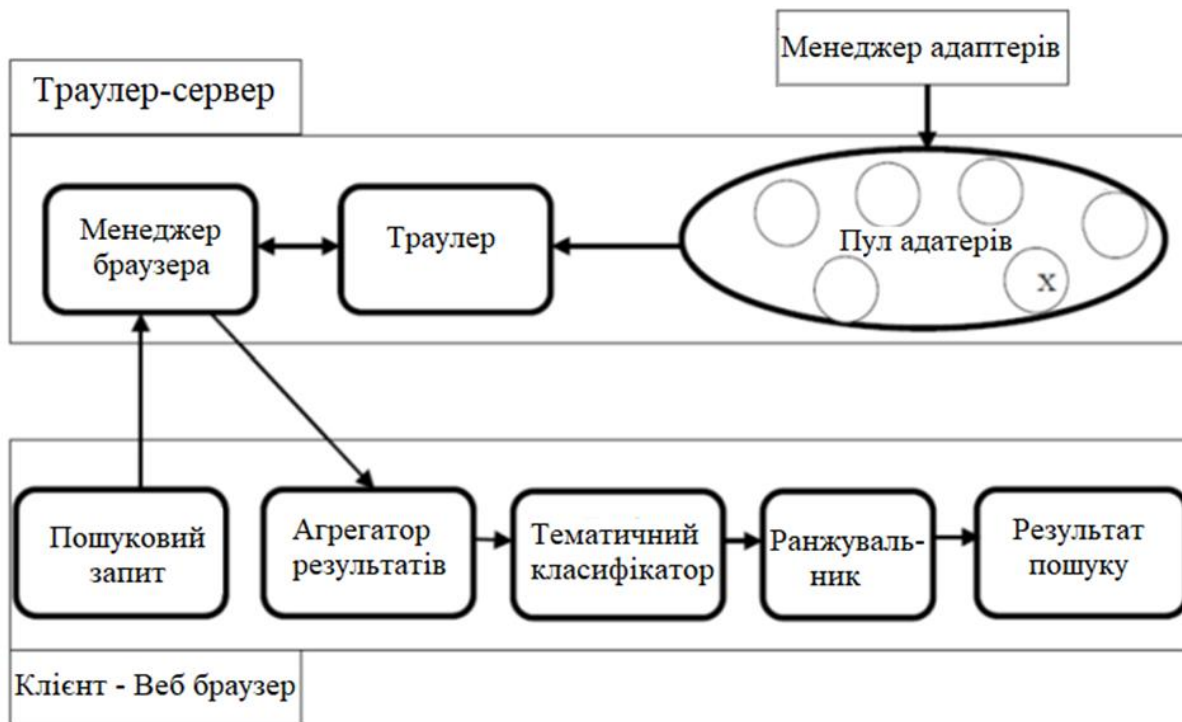 Менеджер адаптерів
Траулер-сервер
Менеджер
браузера
Траулер
Пул адатерів
x
Пошуковий
запит
Агрегатор
результатів
Тематичний
класифікатор
Ранжуваль-
ник
Результат
пошуку
Клієнт - Веб браузер